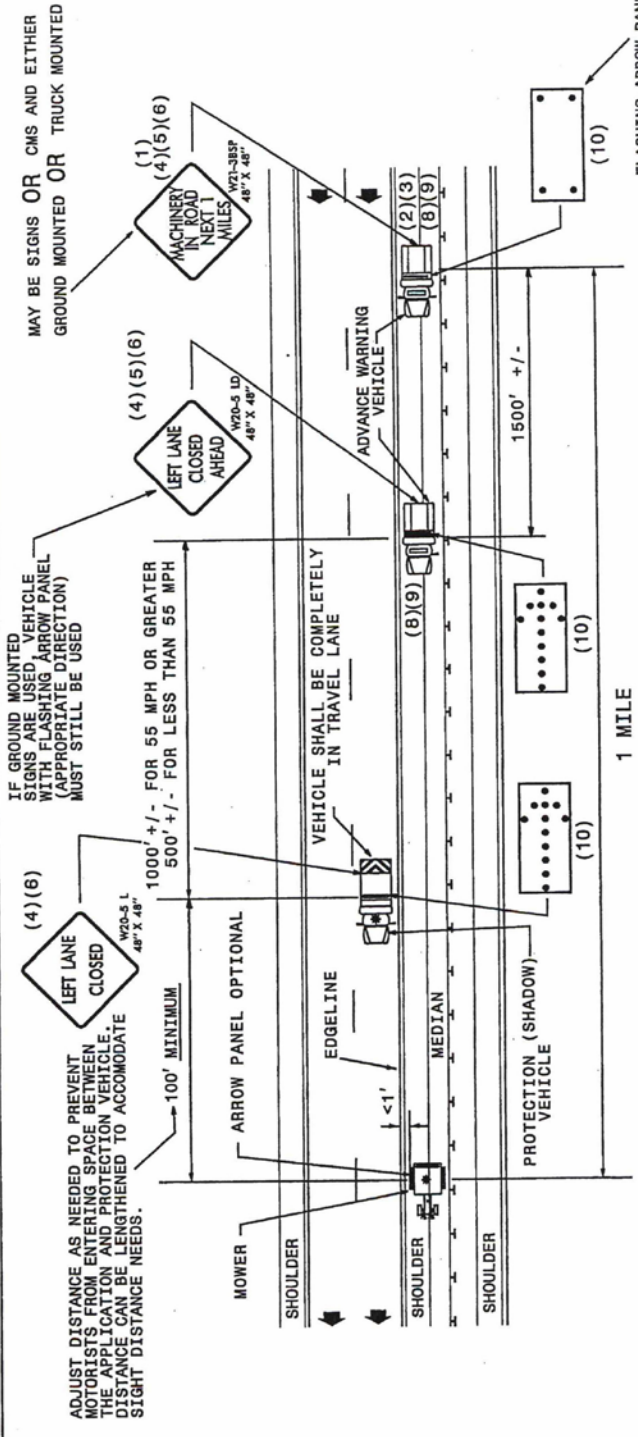 MAY BE SIGNS OR CMS AND EITHER
GROUND MOUNTED OR TRUCK MOUNTED
IF GROUND MOUNTED
SIGNS ARE USED, VEHICLE
WITH FLASHING ARROW PANEL
(APPROPRIATE DIRECTION)
MUST STILL BE USED
(4)(6)
LEFT LANE
CLOSED
W20-5 L
48" X 48"
(4)(5)(6)
LEFT LANE
CLOSED
AHEAD
W20-5 LD
48" X 48"
(1)
(4)(5)(6)
MACHINERY
IN ROAD
NEXT 1
MILES
W21-3BSP
48" X 48"
ADJUST DISTANCE AS NEEDED TO PREVENT
MOTORISTS FROM ENTERING SPACE BETWEEN
THE APPLICATION AND PROTECTION VEHICLE.
DISTANCE CAN BE LENGTHENED TO ACCOMODATE
SIGHT DISTANCE NEEDS.
100' MINIMUM
1000' +/- FOR 55 MPH OR GREATER
500' +/- FOR LESS THAN 55 MPH
MOWER
ARROW PANEL OPTIONAL
VEHICLE SHALL BE COMPLETELY
IN TRAVEL LANE
EDGELINE
<1'
SHOULDER
SHOULDER
MEDIAN
SHOULDER
(8)(9)
ADVANCE WARNING
VEHICLE
(2)(3)
(8)(9)
PROTECTION (SHADOW)
VEHICLE
1500' +/-
(10)
(10)
(10)
1 MILE